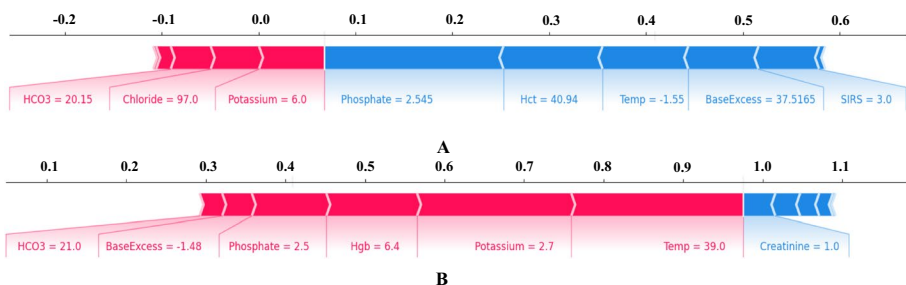 -0.2 -0.1 0.0 0.1 0.2 0.3 0.4 0.5 0.6
HCO3 = 20.15 Chloride = 97.0 Potassium = 6.0 Phosphate = 2.545 Hct = 40.94 Temp = -1.55 BaseExcess = 37.5165 SIRS = 3.0
A
0.1 0.2 0.3 0.4 0.5 0.6 0.7 0.8 0.9 1.0 1.1
HCO3 = 21.0 BaseExcess = -1.48 Phosphate = 2.5 Hgb = 6.4 Potassium = 2.7 Temp = 39.0 Creatinine = 1.0
B